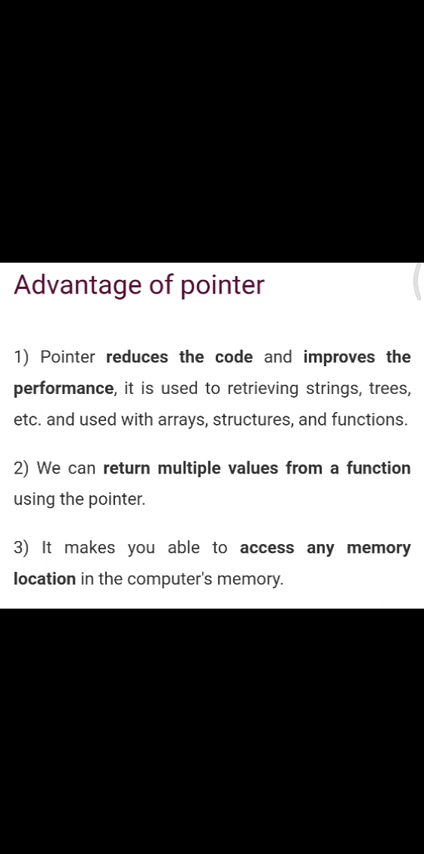 Advantage of pointer
1) Pointer reduces the code and improves the
performance, it is used to retrieving strings, trees,
etc. and used with arrays, structures, and functions.
2) We can return multiple values from a function
using the pointer.
3) It makes you able to access any memory
location in the computer's memory.